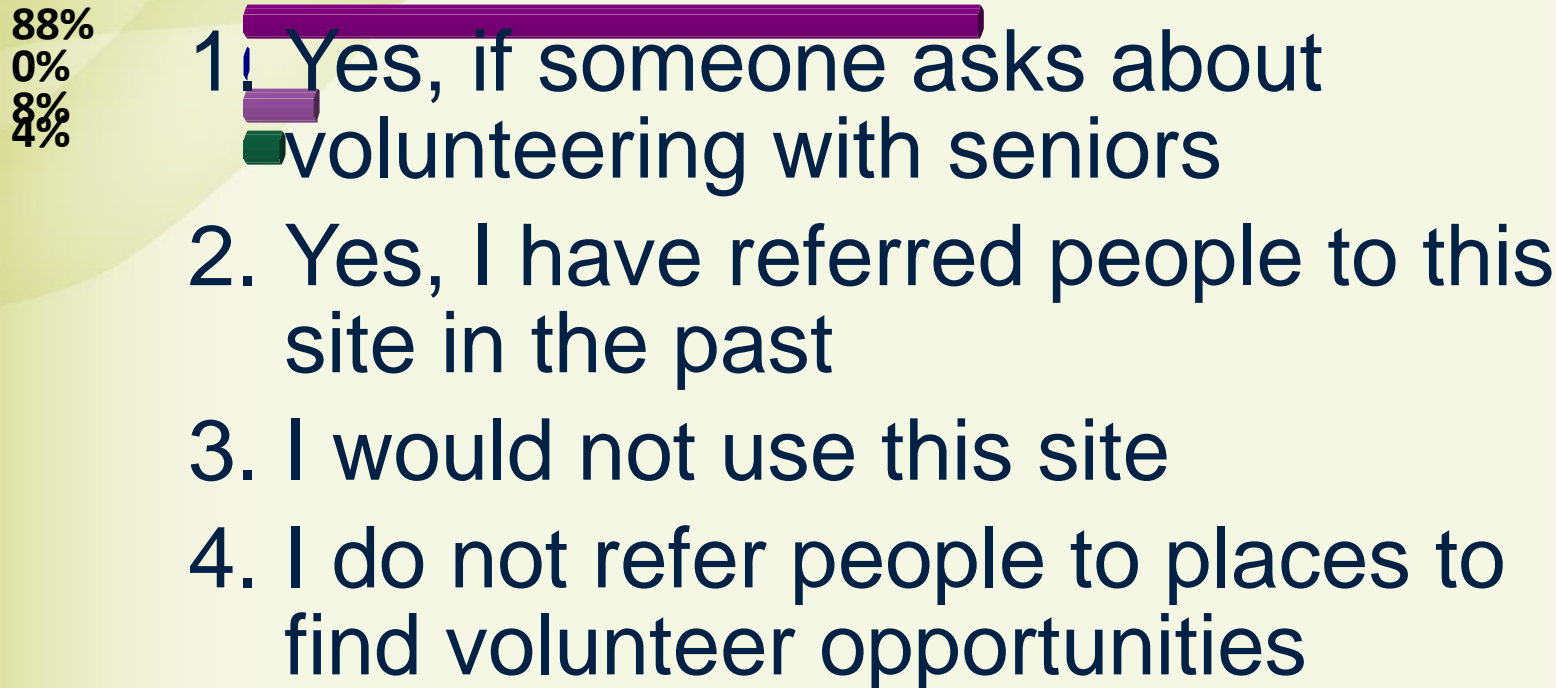 88%
0%
8%
4%
1. Yes, if someone asks about
volunteering with seniors
2. Yes, I have referred people to this
site in the past
3. I would not use this site
4. I do not refer people to places to
find volunteer opportunities